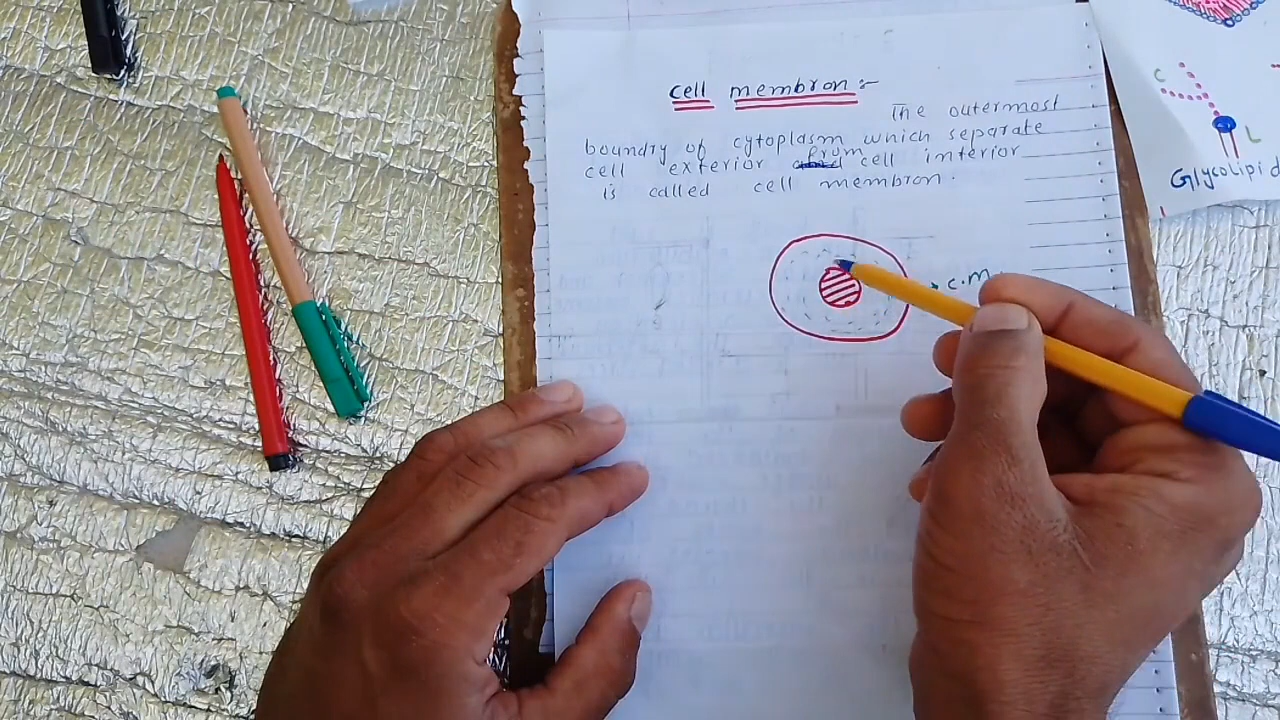 cell membron:-
The outermost
boundry of cytoplasm which separate
cell exterior from cell interior
is called cell membron.
c.m
C
L
Glycolipid